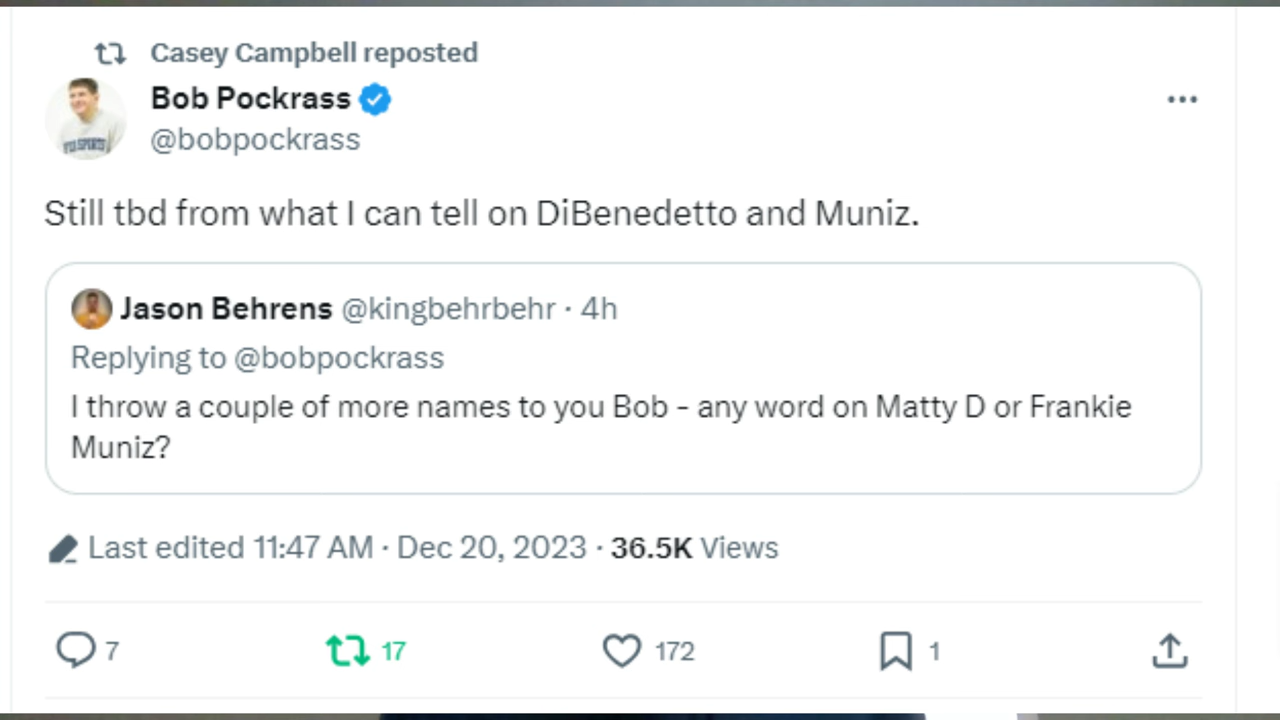 Casey Campbell reposted
Bob Pockrass
@bobpockrass
Still tbd from what I can tell on DiBenedetto and Muniz.
Jason Behrens @kingbehrbehr · 4h
Replying to @bobpockrass
I throw a couple of more names to you Bob - any word on Matty D or Frankie
Muniz?
Last edited 11:47 AM · Dec 20, 2023 · 36.5K Views
7 17 172 1